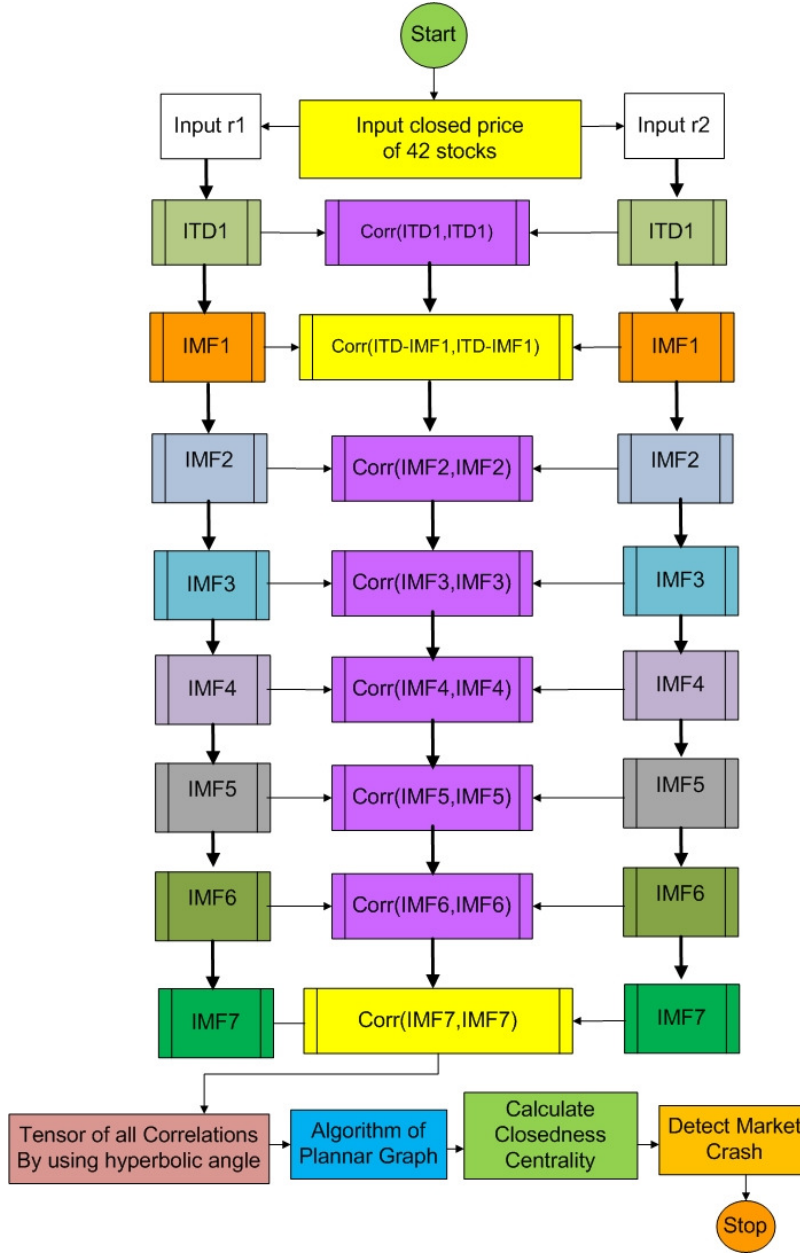 Start
Input r1
Input closed price
of 42 stocks
Input r2
ITD1
Corr(ITD1,ITD1)
ITD1
IMF1
Corr(ITD-IMF1,ITD-IMF1)
IMF1
IMF2
Corr(IMF2,IMF2)
IMF2
IMF3
Corr(IMF3,IMF3)
IMF3
IMF4
Corr(IMF4,IMF4)
IMF4
IMF5
Corr(IMF5,IMF5)
IMF5
IMF6
Corr(IMF6,IMF6)
IMF6
IMF7
Corr(IMF7,IMF7)
IMF7
Tensor of all Correlations
By using hyperbolic angle
Algorithm of
Plannar Graph
Calculate
Closedness
Centrality
Detect Market
Crash
Stop